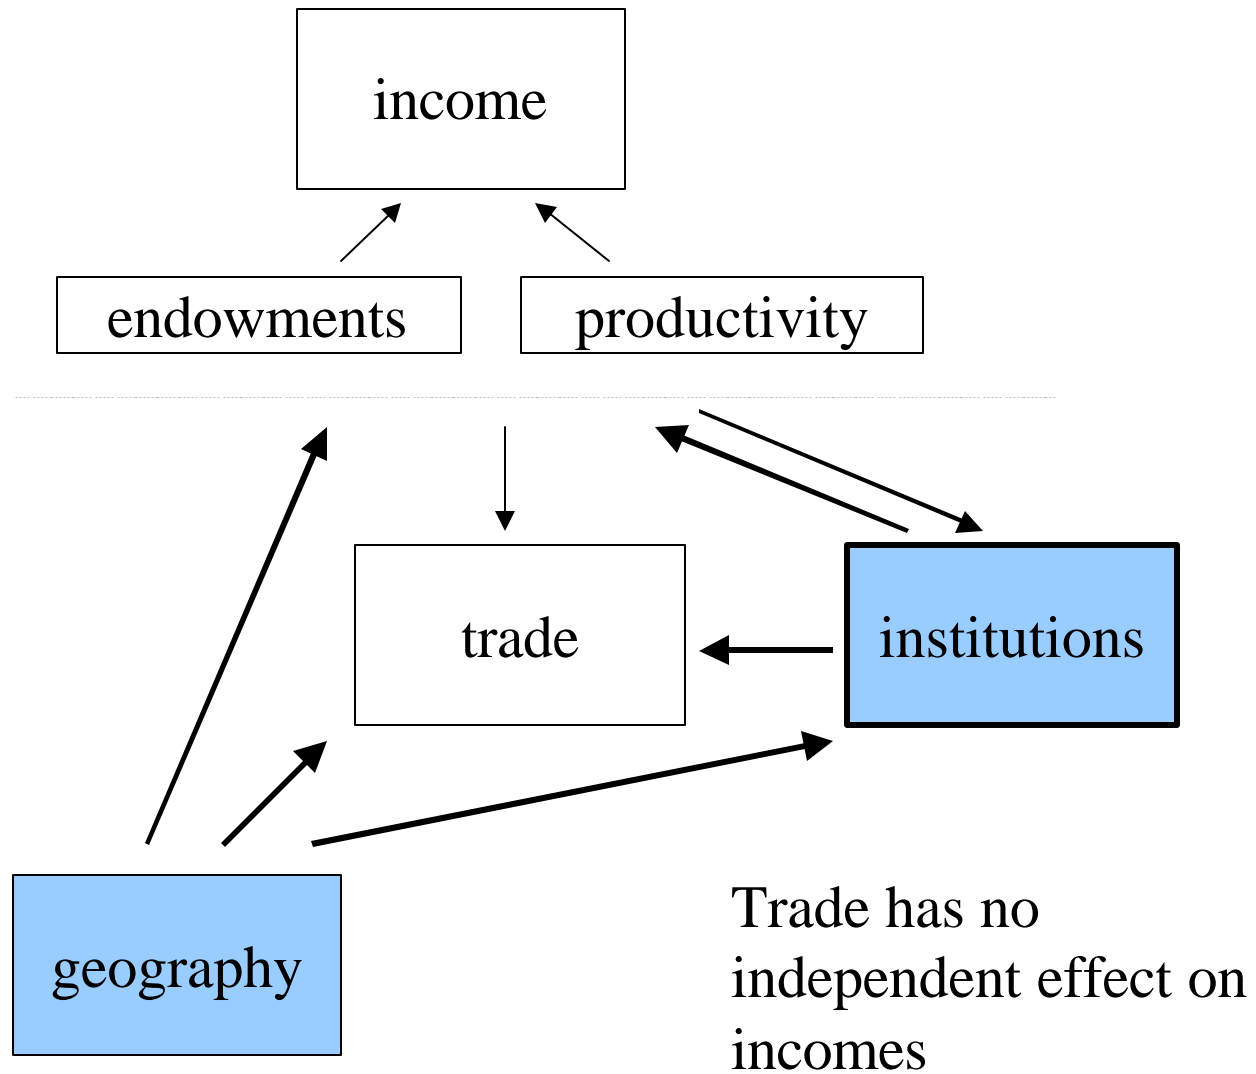 income
endowments
productivity
trade
institutions
geography
Trade has no
independent effect on
incomes